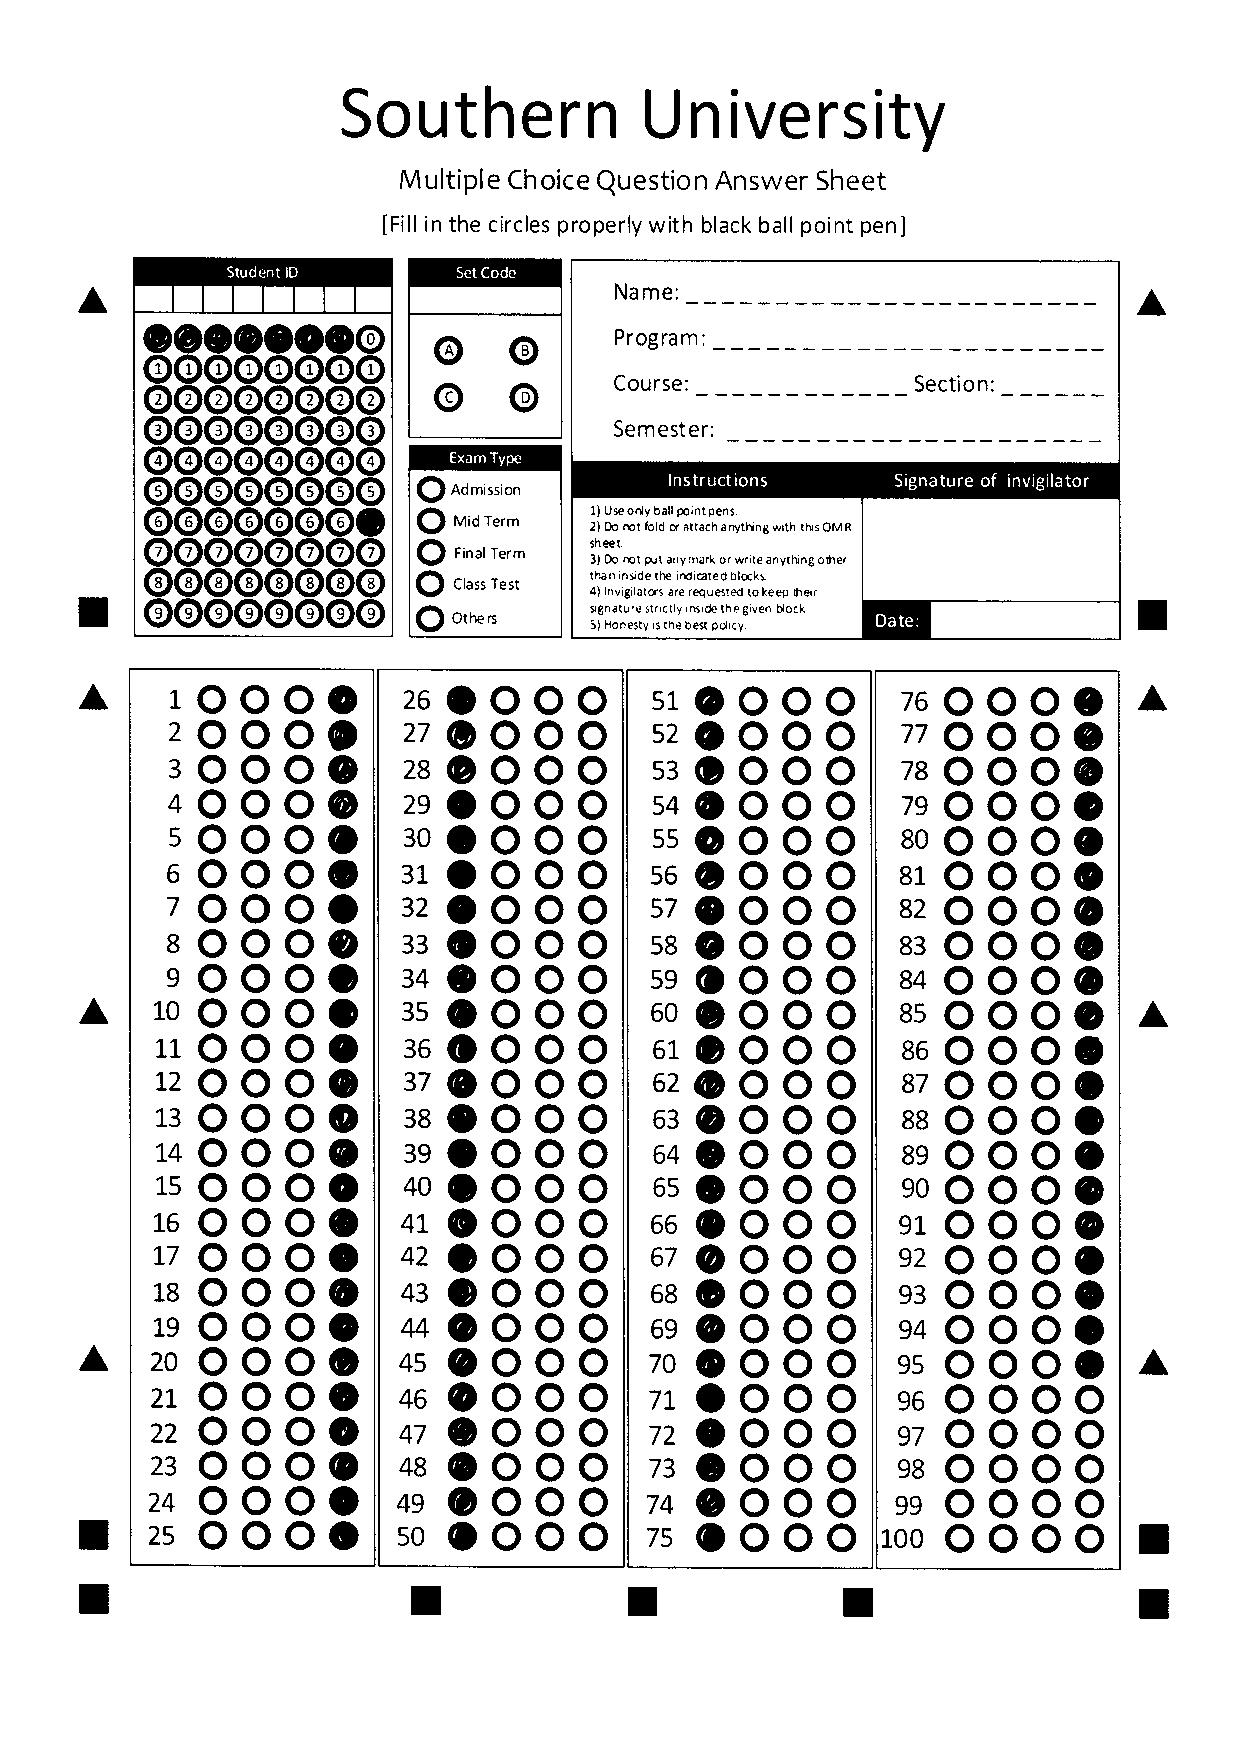 Southern University
Multiple Choice Question Answer Sheet
[Fill in the circles properly with black ball point pen]
Student ID
0
1 1 1 1 1 1 1 1
2 2 2 2 2 2 2 2
3 3 3 3 3 3 3 3
4 4 4 4 4 4 4 4
5 5 5 5 5 5 5 5
6 6 6 6 6 6 6
7 7 7 7 7 7 7 7
8 8 8 8 8 8 8 8
9 9 9 9 9 9 9 9
Set Code
A B
C D
Exam Type
Admission
Mid Term
Final Term
Class Test
Others
Name:
Program:
Course: Section:
Semester:
Instructions
1) Use only ball point pens.
2) Do not fold or attach anything with this OMR
sheet.
3) Do not put any mark or write anything other
than inside the indicated blocks.
4) Invigilators are requested to keep their
signature strictly inside the given block
5) Honesty is the best policy.
Signature of invigilator
Date:
1
2
3
4
5
6
7
8
9
10
11
12
13
14
15
16
17
18
19
20
21
22
23
24
25
26
27
28
29
30
31
32
33
34
35
36
37
38
39
40
41
42
43
44
45
46
47
48
49
50
51
52
53
54
55
56
57
58
59
60
61
62
63
64
65
66
67
68
69
70
71
72
73
74
75
76
77
78
79
80
81
82
83
84
85
86
87
88
89
90
91
92
93
94
95
96
97
98
99
100